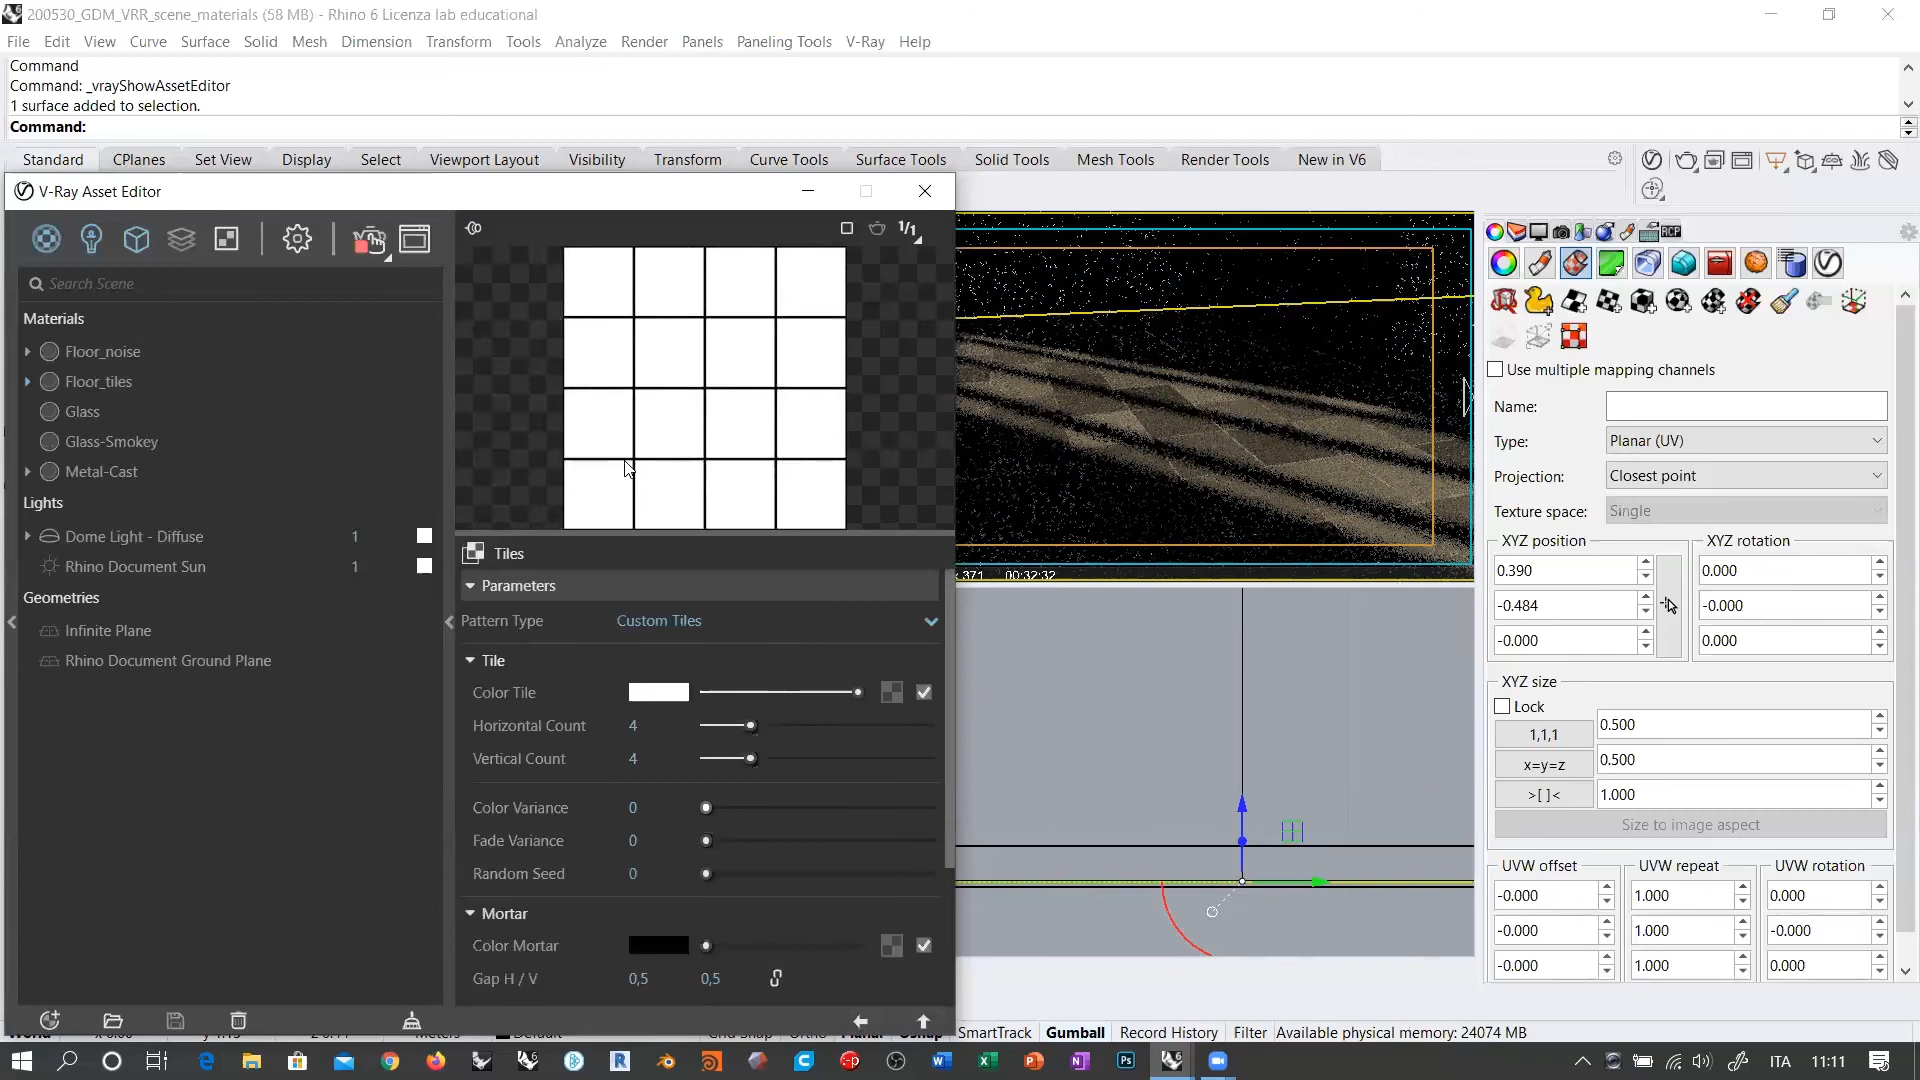 200530_GDM_VRR_scene_materials (58 MB) - Rhino 6 Licenza lab educational
File Edit View Curve Surface Solid Mesh Dimension Transform Tools Analyze Render Panels Paneling Tools V-Ray Help
Command
Command: _vrayShowAssetEditor
1 surface added to selection.
Command:
Standard CPlanes Set View Display Select Viewport Layout Visibility Transform Curve Tools Surface Tools Solid Tools Mesh Tools Render Tools New in V6
V-Ray Asset Editor
1/1
RCP
Search Scene
Materials
Floor_noise
Floor_tiles
Glass
Glass-Smokey
Metal-Cast
Lights
Dome Light - Diffuse 1
Rhino Document Sun 1
Geometries
Infinite Plane
Rhino Document Ground Plane
Tiles
Parameters
Pattern Type Custom Tiles
Tile
Color Tile
Horizontal Count 4
Vertical Count 4
Color Variance 0
Fade Variance 0
Random Seed 0
Mortar
Color Mortar
Gap H / V 0,5 0,5
371 00:32:32
Use multiple mapping channels
Name:
Type: Planar (UV)
Projection: Closest point
Texture space: Single
XYZ position XYZ rotation
0.390 0.000
-0.484 -0.000
-0.000 0.000
XYZ size
Lock
1,1,1 0.500
x=y=z 0.500
>[ ]< 1.000
Size to image aspect
UVW offset UVW repeat UVW rotation
-0.000 1.000 0.000
-0.000 1.000 -0.000
-0.000 1.000 0.000
SmartTrack Gumball Record History Filter Available physical memory: 24074 MB
ITA 11:11